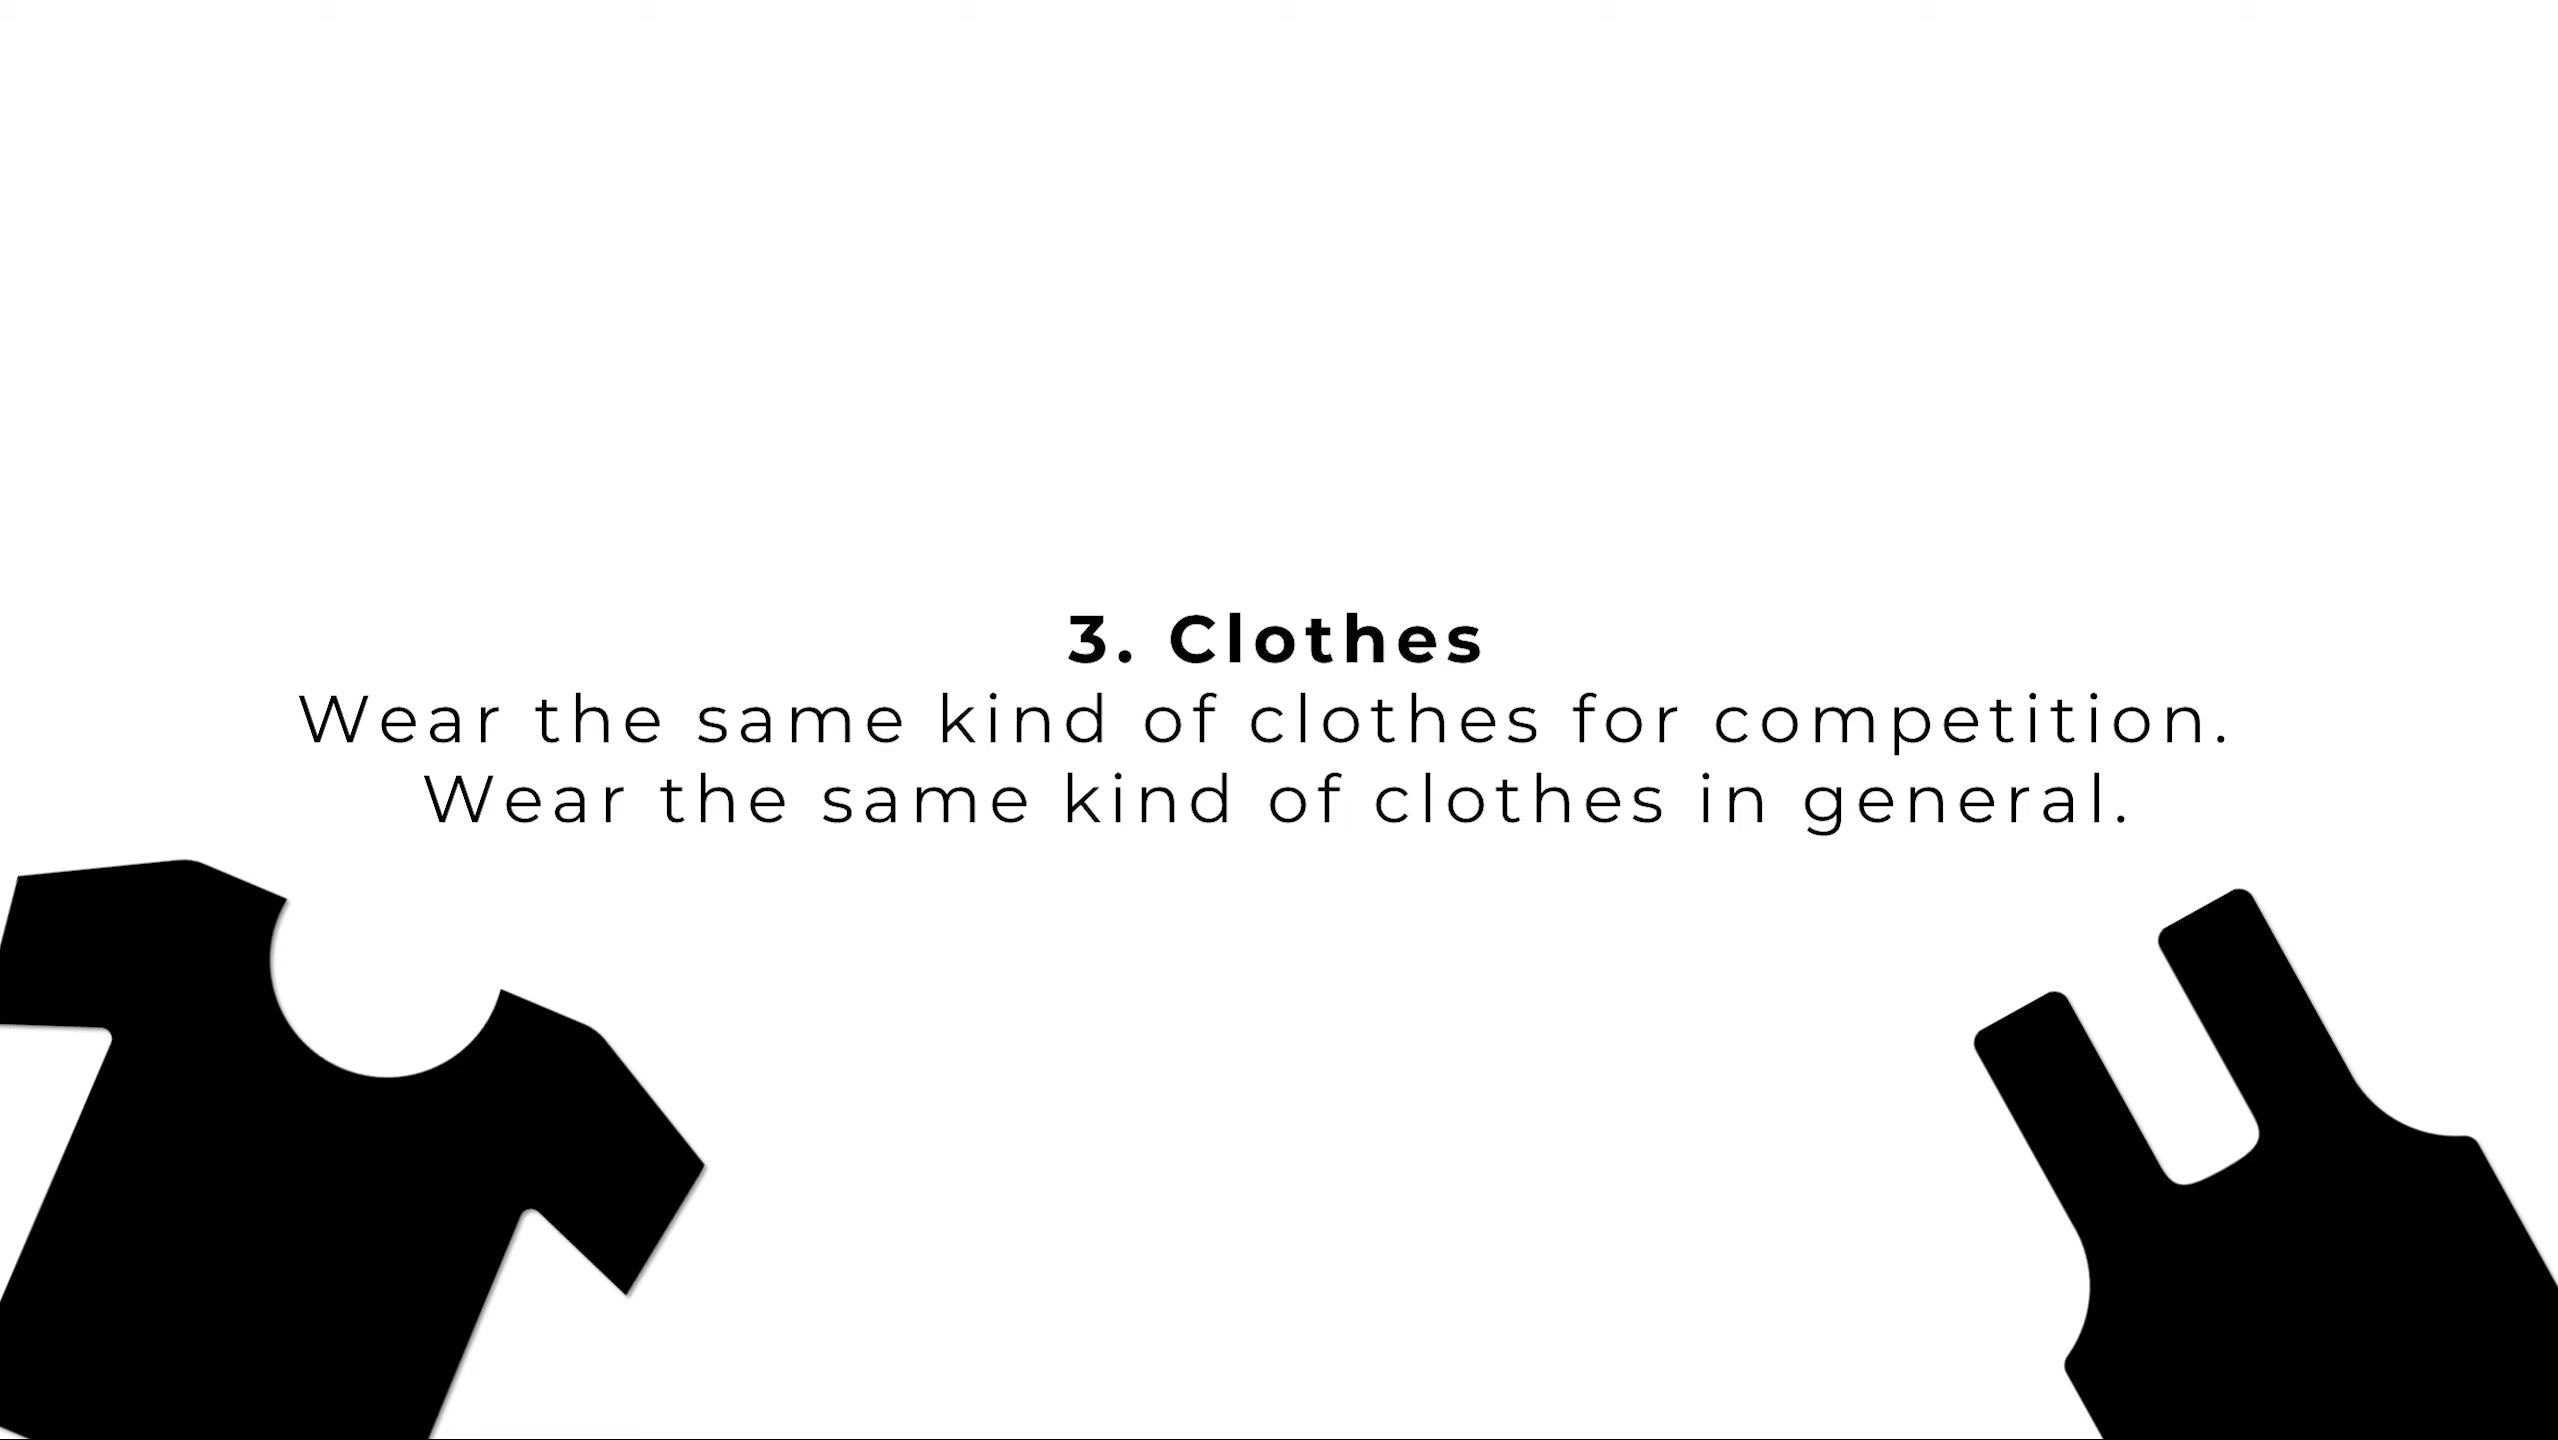 3. Clothes
Wear the same kind of clothes for competition.
Wear the same kind of clothes in general.